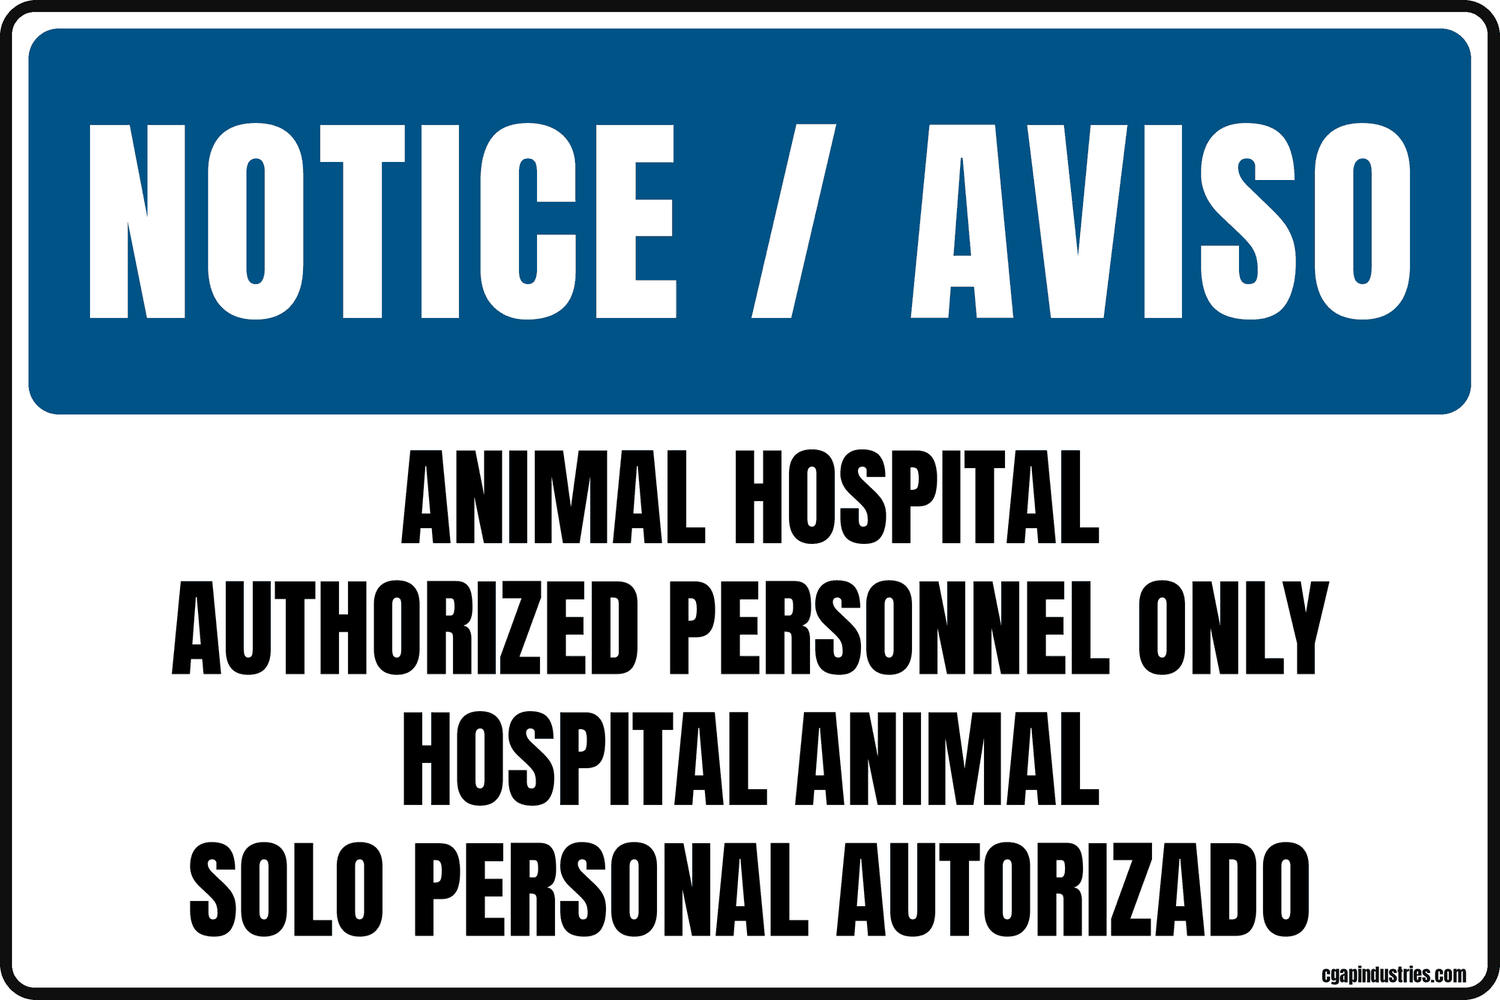 NOTICE / AVISO
ANIMAL HOSPITAL
AUTHORIZED PERSONNEL ONLY
HOSPITAL ANIMAL
SOLO PERSONAL AUTORIZADO
cgapindustries.com